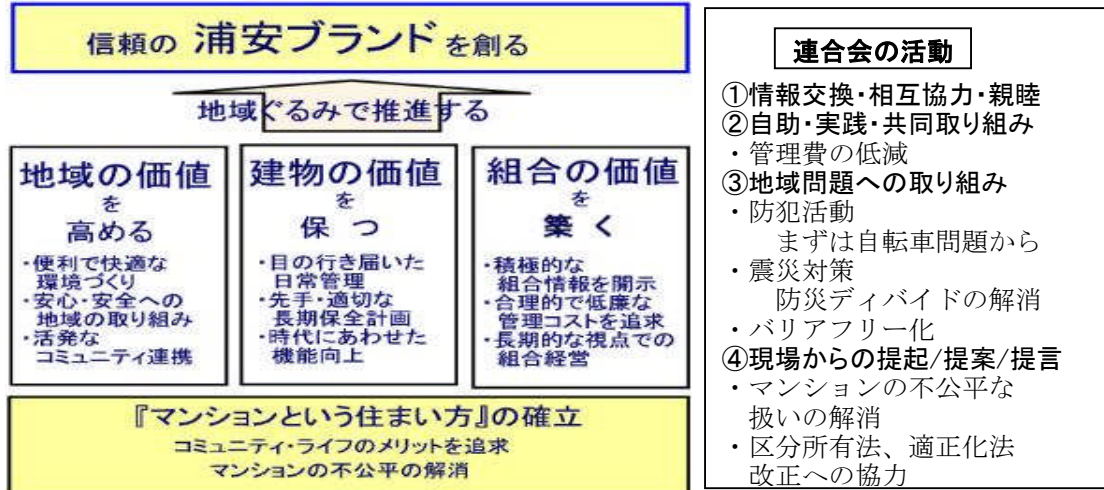 信頼の 浦安ブランド を創る
地域ぐるみで推進する
地域の価値
を
高める
・便利で快適な
環境づくり
・安心・安全への
地域の取り組み
・活発な
コミュニティ連携
建物の価値
を
保 つ
・目の行き届いた
日常管理
・先手・適切な
長期保全計画
・時代にあわせた
機能向上
組合の価値
を
築 く
・積極的な
組合情報を開示
・合理的で低廉な
管理コストを追求
・長期的な視点での
組合経営
『マンションという住まい方』の確立
コミュニティ・ライフのメリットを追求
マンションの不公平の解消
連合会の活動
①情報交換・相互協力・親睦
②自助・実践・共同取り組み
・管理費の低減
③地域問題への取り組み
・防犯活動
まずは自転車問題から
・震災対策
防災ディバイドの解消
・バリアフリー化
④現場からの提起/提案/提言
・マンションの不公平な
扱いの解消
・区分所有法、適正化法
改正への協力